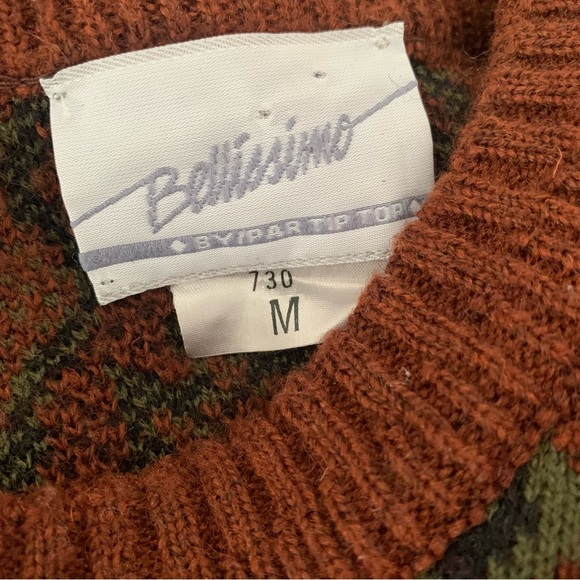 Bellissimo
◆ BY/PAR TIP TOP ◆
730
M